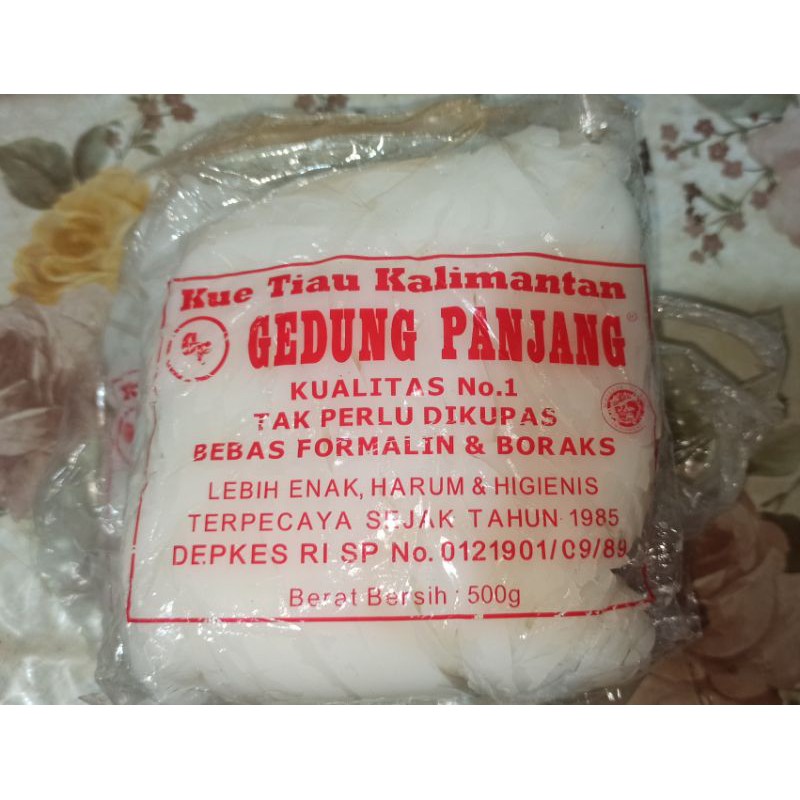 Kue Tiau Kalimantan
GEDUNG PANJANG®
KUALITAS No.1
TAK PERLU DIKUPAS
BEBAS FORMALIN & BORAKS
LEBIH ENAK, HARUM & HIGIENIS
TERPECAYA SEJAK TAHUN 1985
DEPKES RI SP No. 0121901/09/89
Berat Bersih : 500g